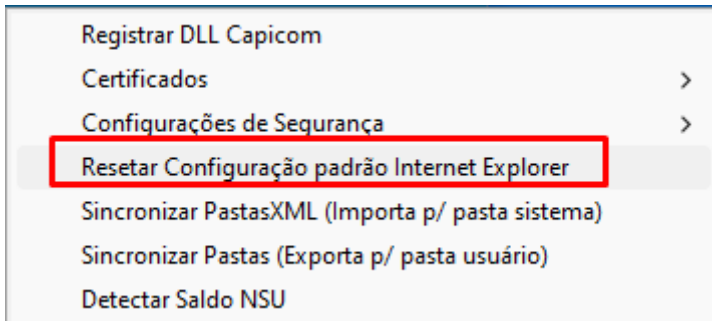 Registrar DLL Capicom
Certificados
Configurações de Segurança
Resetar Configuração padrão Internet Explorer
Sincronizar PastasXML (Importa p/ pasta sistema)
Sincronizar Pastas (Exporta p/ pasta usuário)
Detectar Saldo NSU